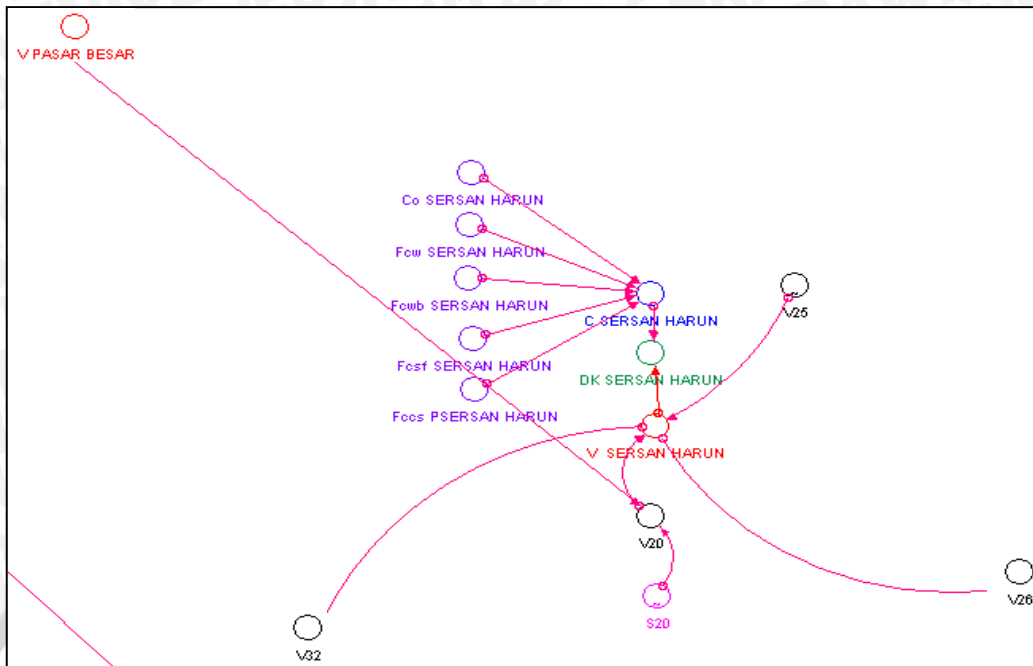 V PASAR BESAR
Co SERSAN HARUN
Fcw SERSAN HARUN
Fcwb SERSAN HARUN
C SERSAN HARUN
V25
Fcsf SERSAN HARUN
DK SERSAN HARUN
Fccs PSERSAN HARUN
V SERSAN HARUN
V20
V26
S20
V32